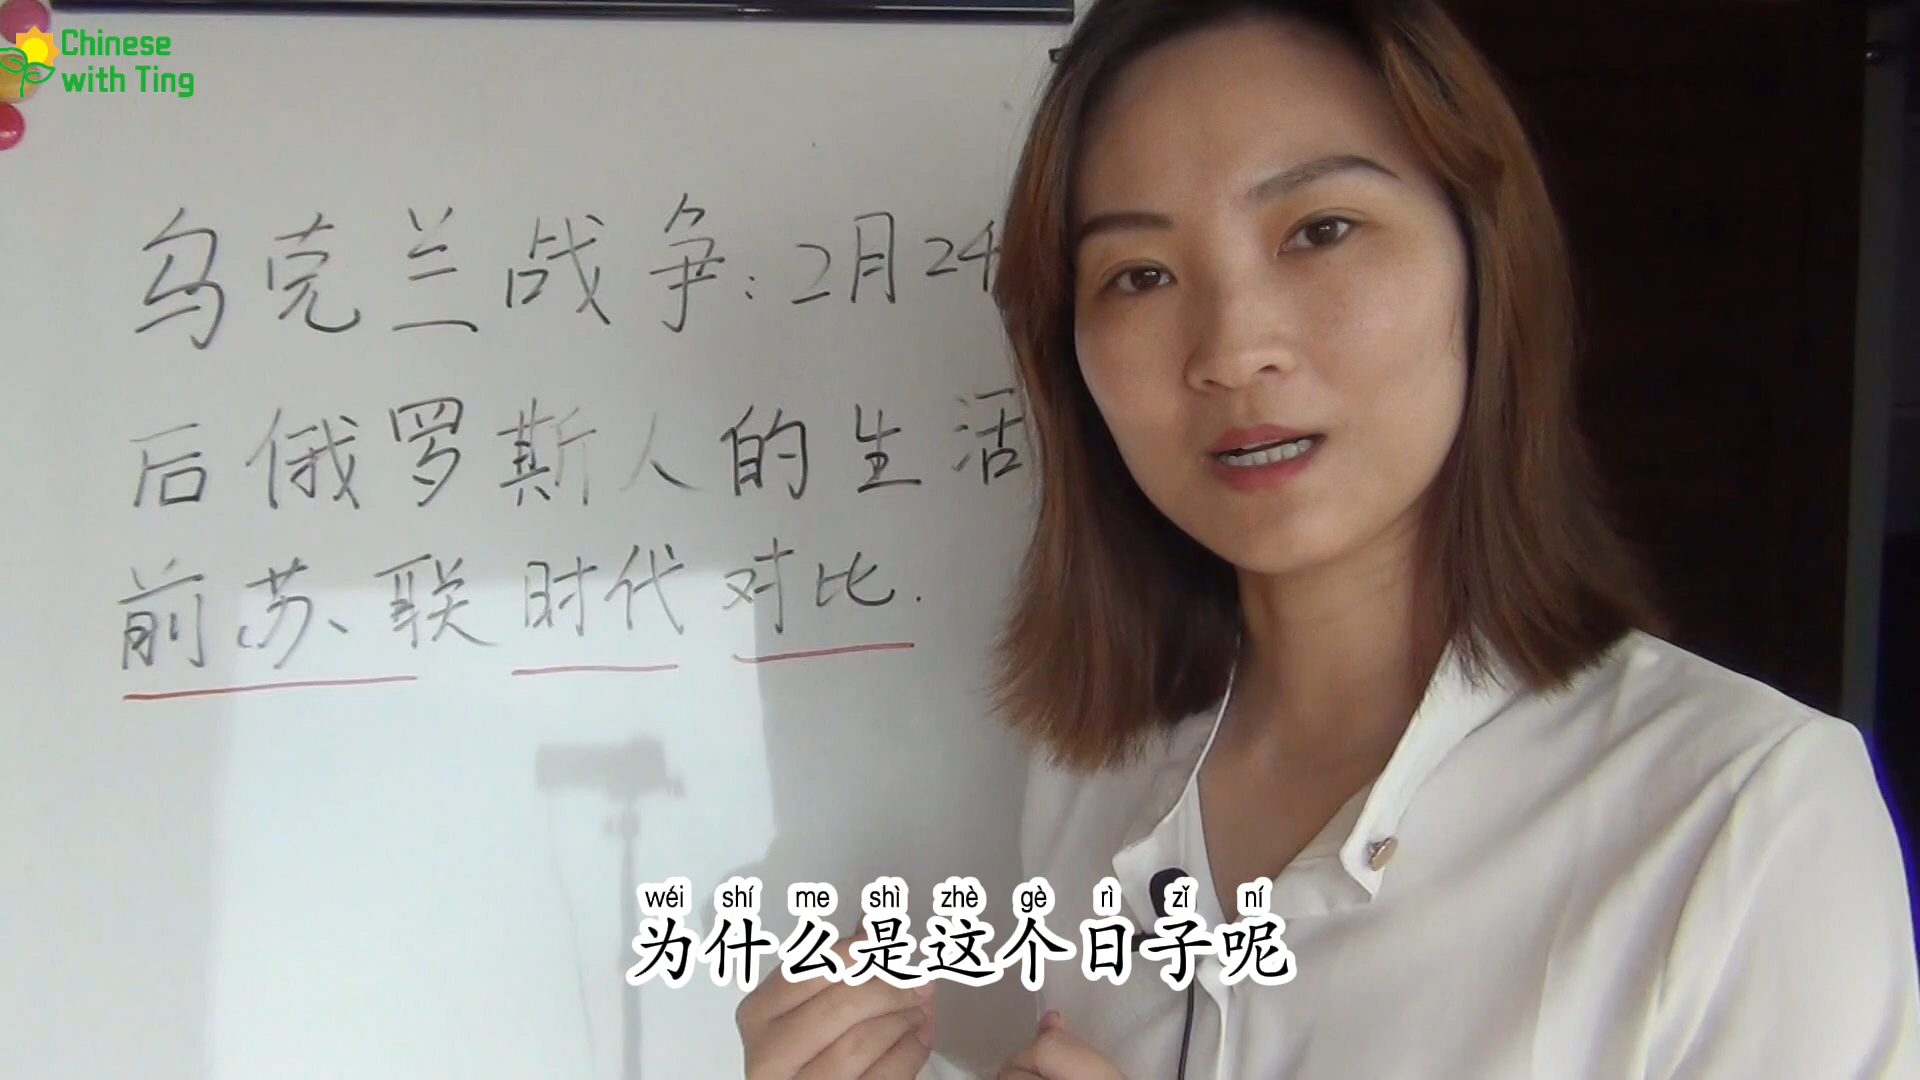 Chinese
with Ting
乌克兰战争:2月24
后俄罗斯人的生活
前苏联时代对比.
wéi shí me shì zhè gè rì zǐ ní
为什么是这个日子呢